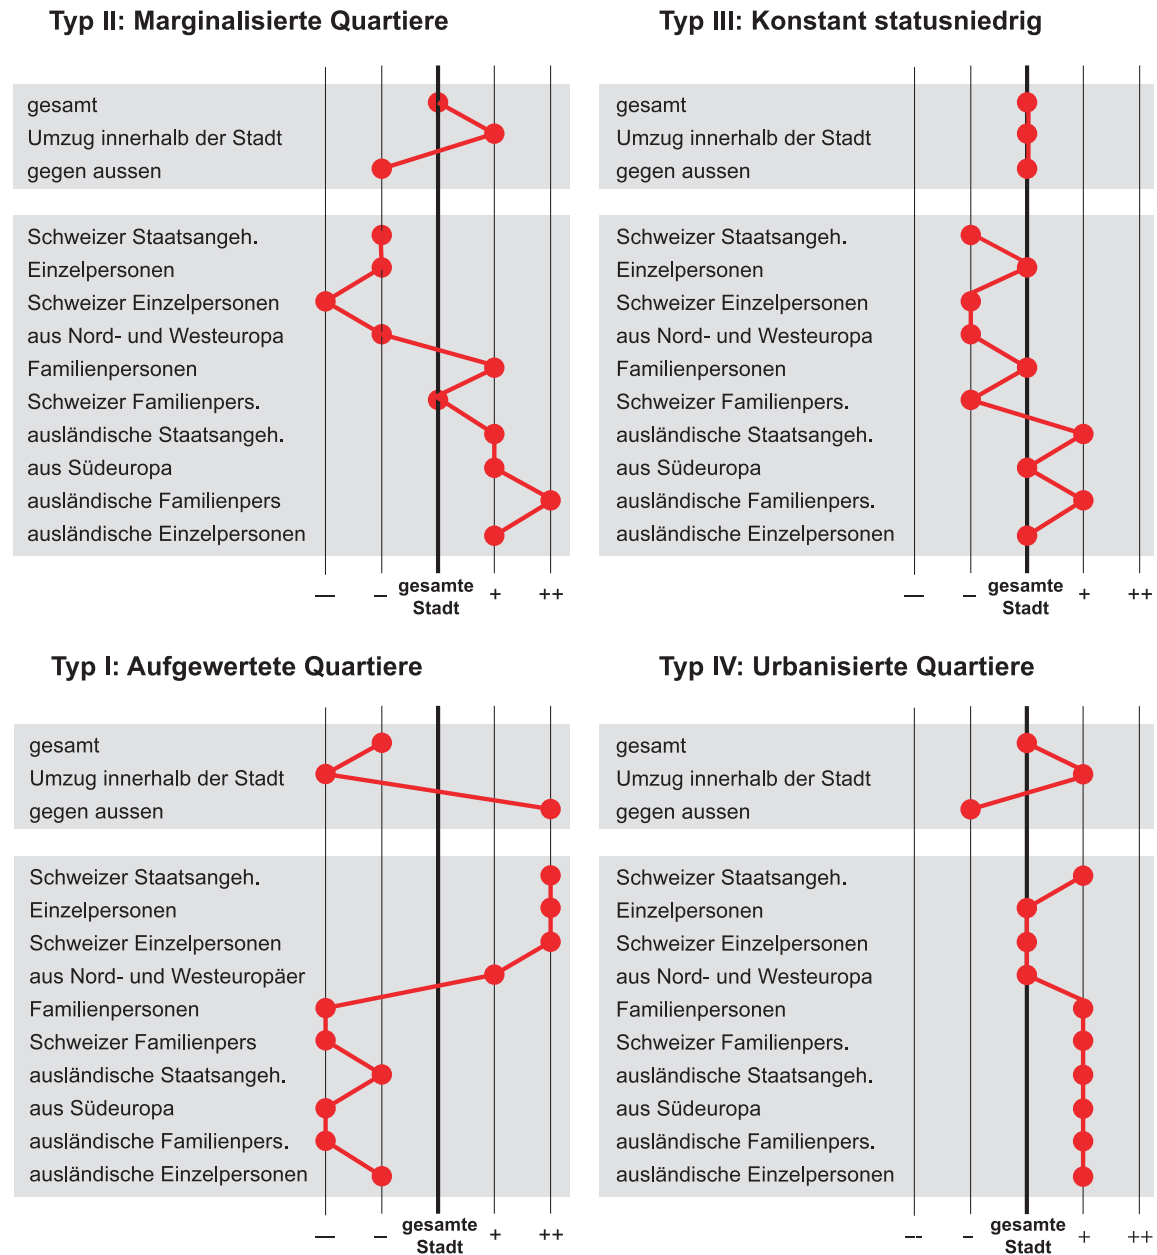 Typ II: Marginalisierte Quartiere
gesamt
Umzug innerhalb der Stadt
gegen aussen
Schweizer Staatsangeh.
Einzelpersonen
Schweizer Einzelpersonen
aus Nord- und Westeuropa
Familienpersonen
Schweizer Familienpers.
ausländische Staatsangeh.
aus Südeuropa
ausländische Familienpers
ausländische Einzelpersonen
— – gesamte Stadt + ++
Typ III: Konstant statusniedrig
gesamt
Umzug innerhalb der Stadt
gegen aussen
Schweizer Staatsangeh.
Einzelpersonen
Schweizer Einzelpersonen
aus Nord- und Westeuropa
Familienpersonen
Schweizer Familienpers.
ausländische Staatsangeh.
aus Südeuropa
ausländische Familienpers.
ausländische Einzelpersonen
— – gesamte Stadt + ++
Typ I: Aufgewertete Quartiere
gesamt
Umzug innerhalb der Stadt
gegen aussen
Schweizer Staatsangeh.
Einzelpersonen
Schweizer Einzelpersonen
aus Nord- und Westeuropäer
Familienpersonen
Schweizer Familienpers
ausländische Staatsangeh.
aus Südeuropa
ausländische Familienpers.
ausländische Einzelpersonen
— – gesamte Stadt + ++
Typ IV: Urbanisierte Quartiere
gesamt
Umzug innerhalb der Stadt
gegen aussen
Schweizer Staatsangeh.
Einzelpersonen
Schweizer Einzelpersonen
aus Nord- und Westeuropa
Familienpersonen
Schweizer Familienpers.
ausländische Staatsangeh.
aus Südeuropa
ausländische Familienpers.
ausländische Einzelpersonen
-- - gesamte Stadt + ++